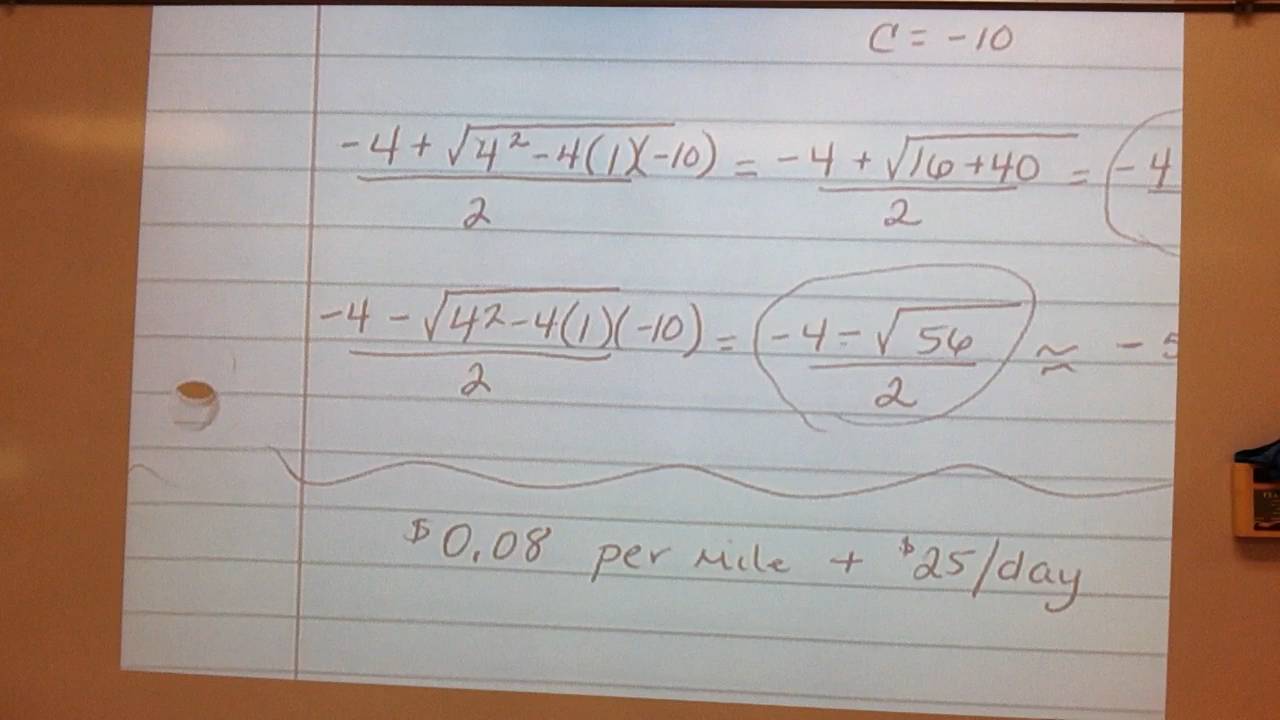 C = -10
-4 + √4² - 4(1)(-10) = -4 + √16 + 40 = -4
2 2
-4 - √4² - 4(1)(-10) = -4 - √56 ≈ - 5
2 2
$0.08 per mile + $25/day